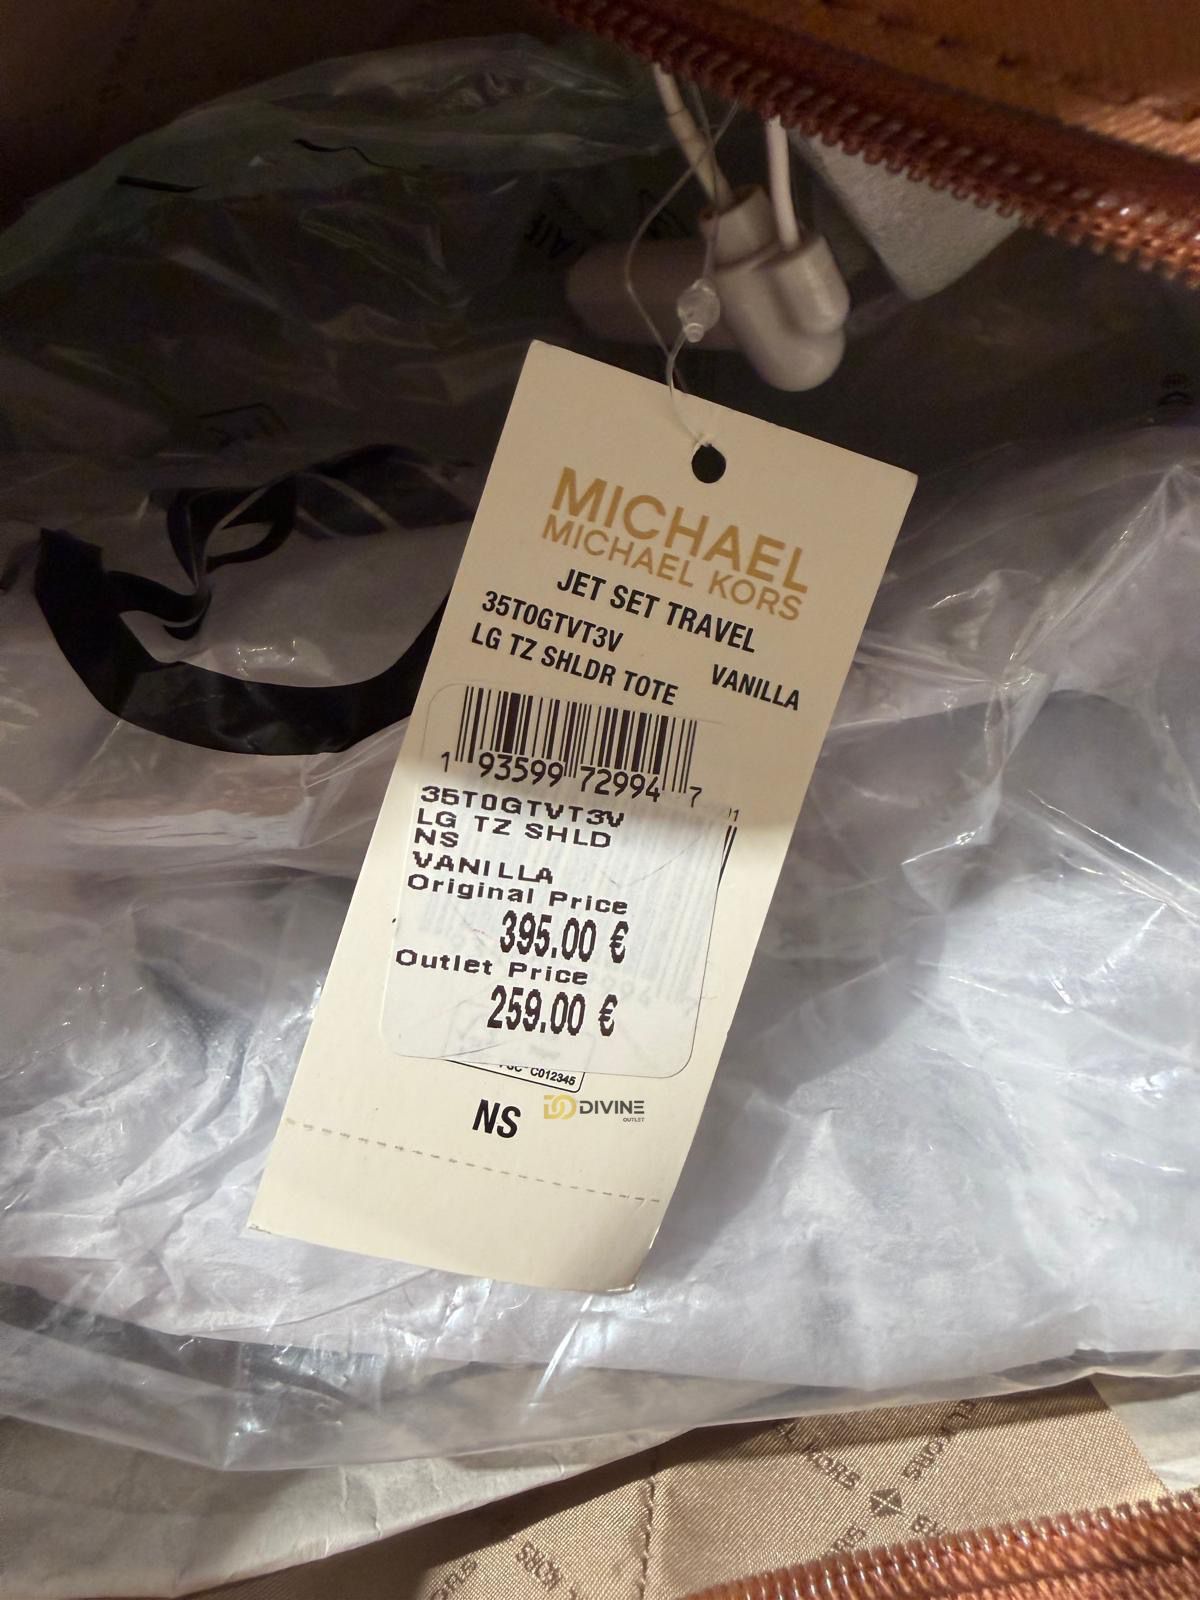 MICHAEL
MICHAEL KORS
JET SET TRAVEL
35T0GTVT3V
LG TZ SHLDR TOTE VANILLA
1 93599 72994 7
35T0GTVT3V
LG TZ SHLD
NS
VANILLA
Original Price
395.00 €
Outlet Price
259.00 €
C012345
NS
DIVINE
OUTLET
KORS